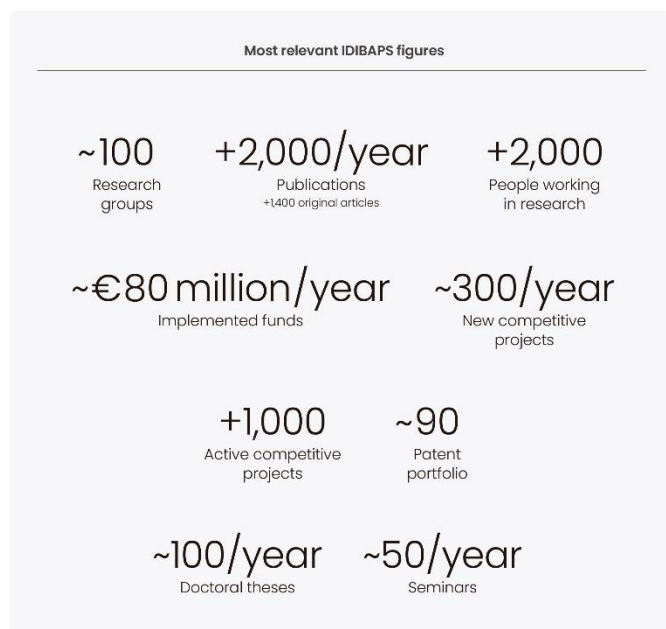 Most relevant IDIBAPS figures
~100
Research
groups
+2,000/year
Publications
+1,400 original articles
+2,000
People working
in research
~€80 million/year
Implemented funds
~300/year
New competitive
projects
+1,000
Active competitive
projects
~90
Patent
portfolio
~100/year
Doctoral theses
~50/year
Seminars